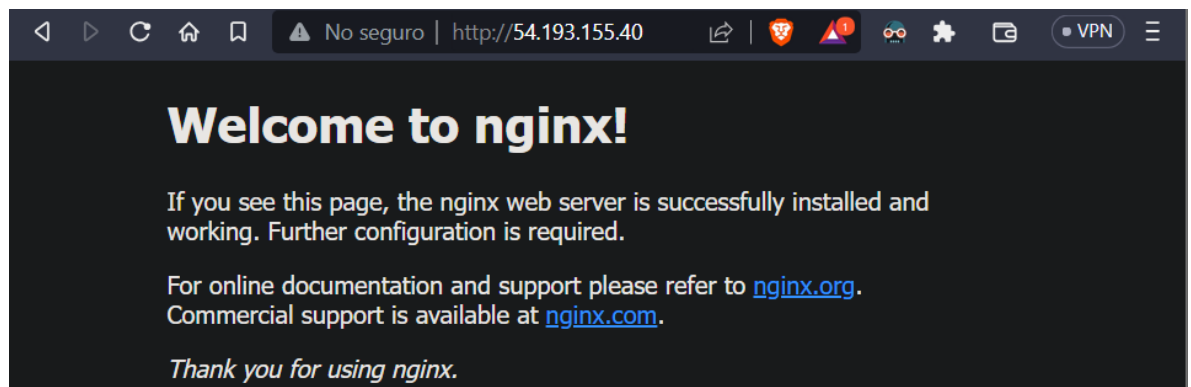 No seguro | http://54.193.155.40 1 VPN
Welcome to nginx!
If you see this page, the nginx web server is successfully installed and
working. Further configuration is required.
For online documentation and support please refer to nginx.org.
Commercial support is available at nginx.com.
Thank you for using nginx.